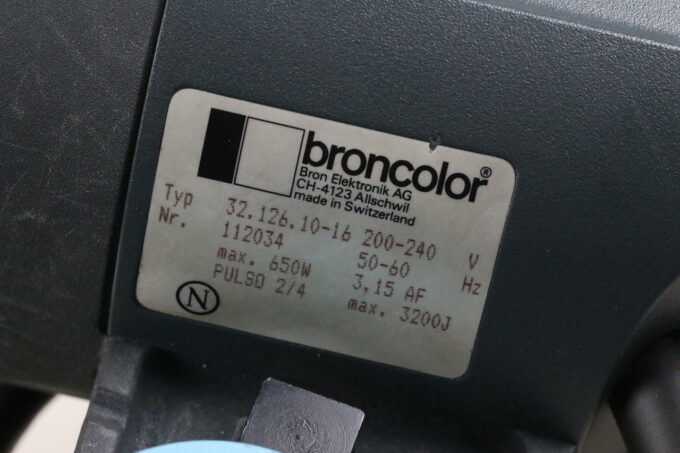 broncolor®
Bron Elektronik AG
CH-4123 Allschwil
made in Switzerland
Typ 32.126.10-16 200-240 V
Nr. 112034 50-60 Hz
max. 650W 3,15 AF
PULSO 2/4 max. 3200J
N